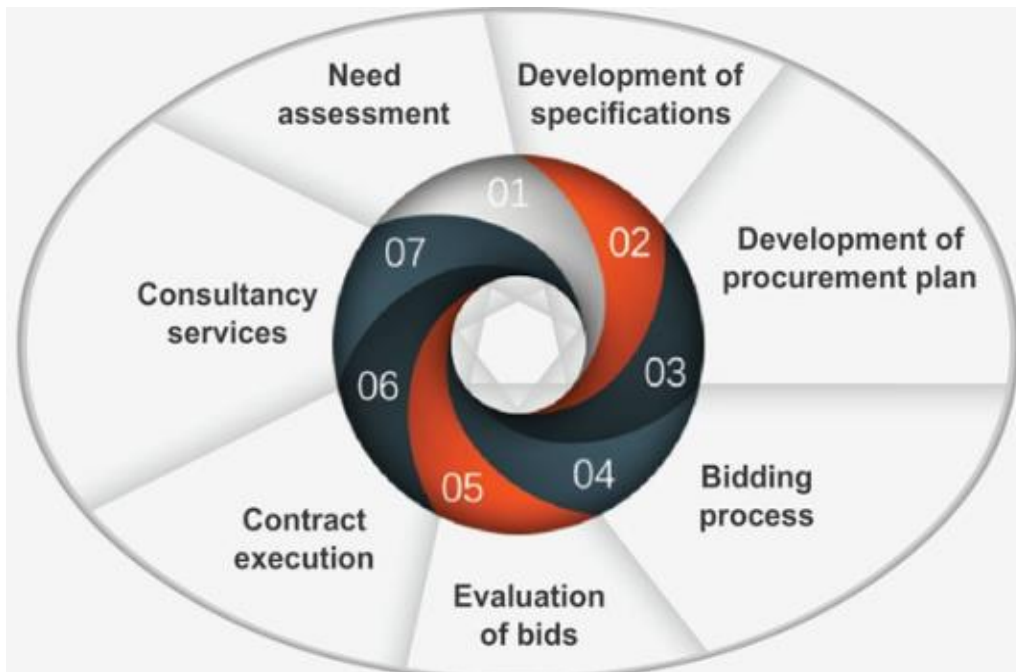 Need
assessment
Development of
specifications
Development of
procurement plan
Bidding
process
Evaluation
of bids
Contract
execution
Consultancy
services
01
02
03
04
05
06
07